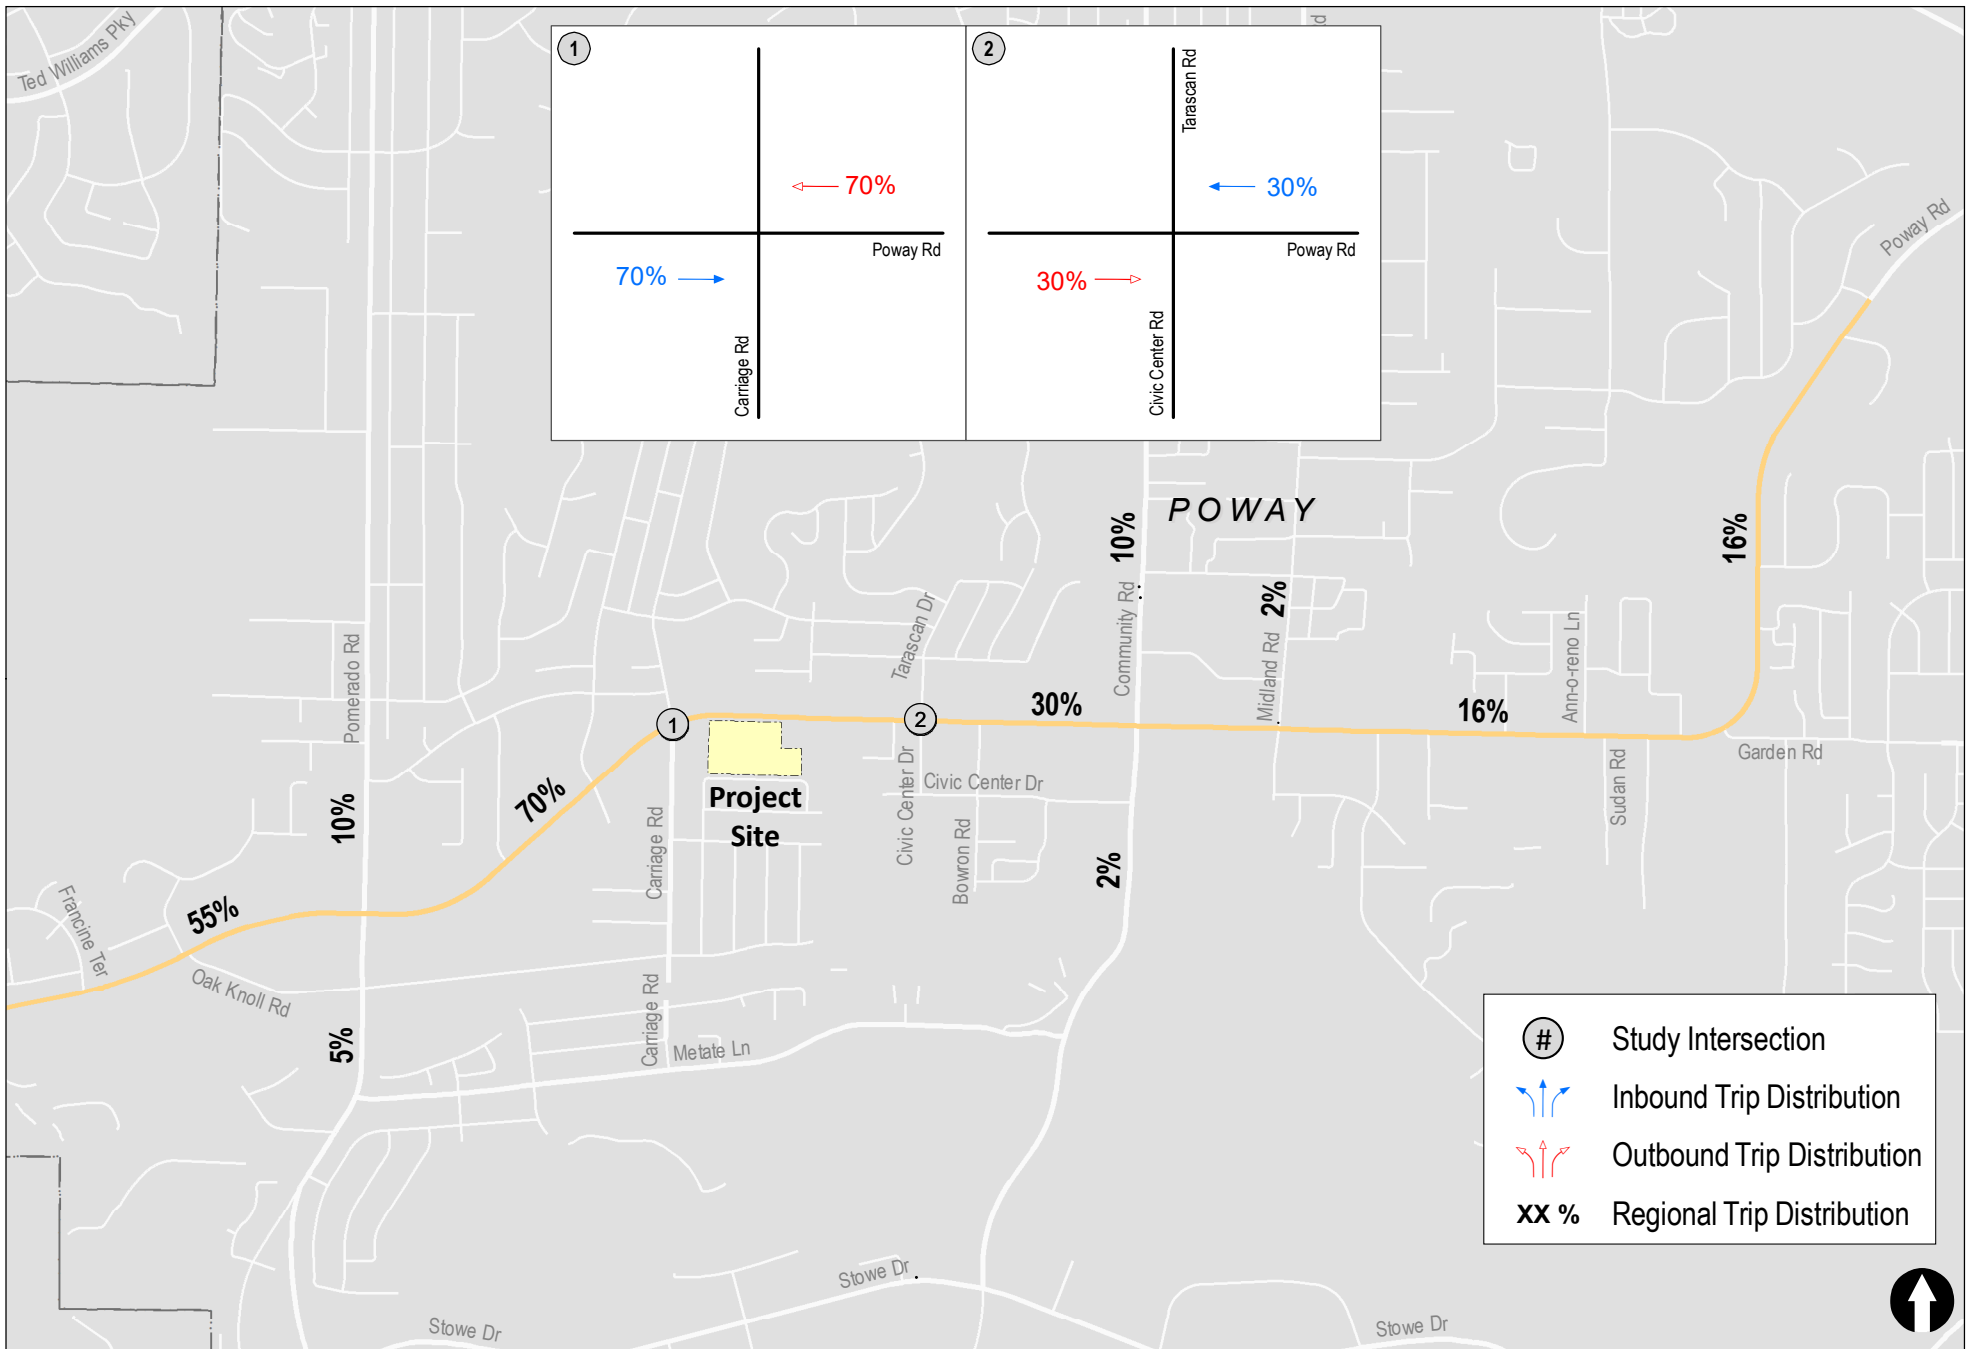 Ted Williams Pky
1
70%
Poway Rd
70%
Carriage Rd
2
Tarascan Rd
30%
Poway Rd
30%
Civic Center Rd
Poway Rd
POWAY
10%
16%
2%
Community Rd
Midland Rd
Tarascan Dr
Ann-o-reno Ln
Pomerado Rd
1
2
30%
16%
Garden Rd
Project
Site
Civic Center Dr
Civic Center Dr
Sudan Rd
70%
10%
Carriage Rd
Bowron Rd
2%
55%
Francine Ter
Oak Knoll Rd
5%
Carriage Rd
Metate Ln
# Study Intersection
Inbound Trip Distribution
Outbound Trip Distribution
XX % Regional Trip Distribution
Stowe Dr
Stowe Dr
Stowe Dr